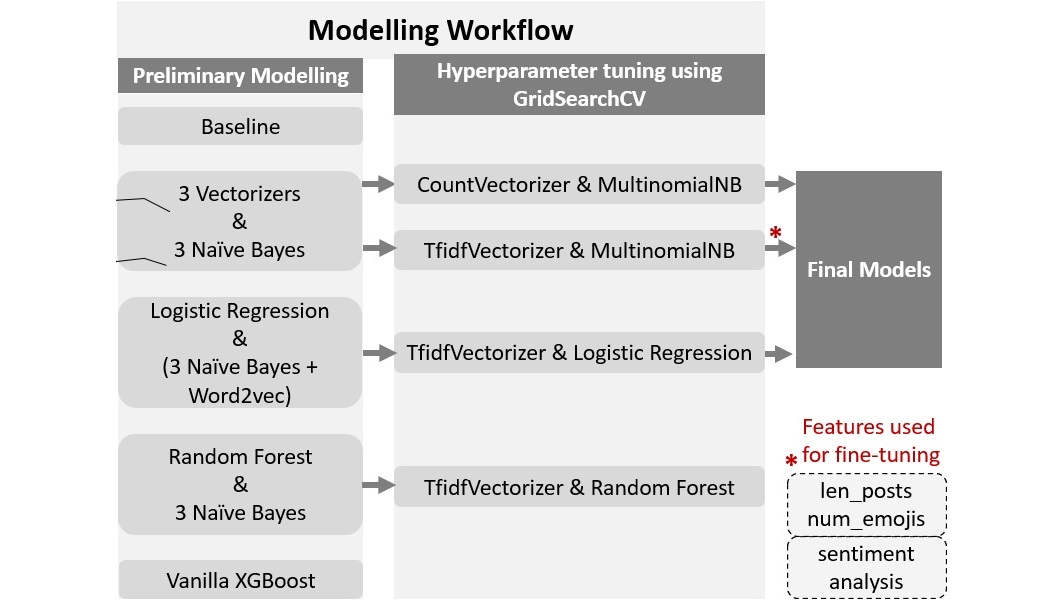 Modelling Workflow
Preliminary Modelling
Hyperparameter tuning using
GridSearchCV
Baseline
3 Vectorizers
&
3 Naïve Bayes
CountVectorizer & MultinomialNB
*
TfidfVectorizer & MultinomialNB
Final Models
Logistic Regression
&
(3 Naïve Bayes +
Word2vec)
TfidfVectorizer & Logistic Regression
Random Forest
&
3 Naïve Bayes
TfidfVectorizer & Random Forest
Vanilla XGBoost
Features used
* for fine-tuning
len_posts
num_emojis
sentiment
analysis